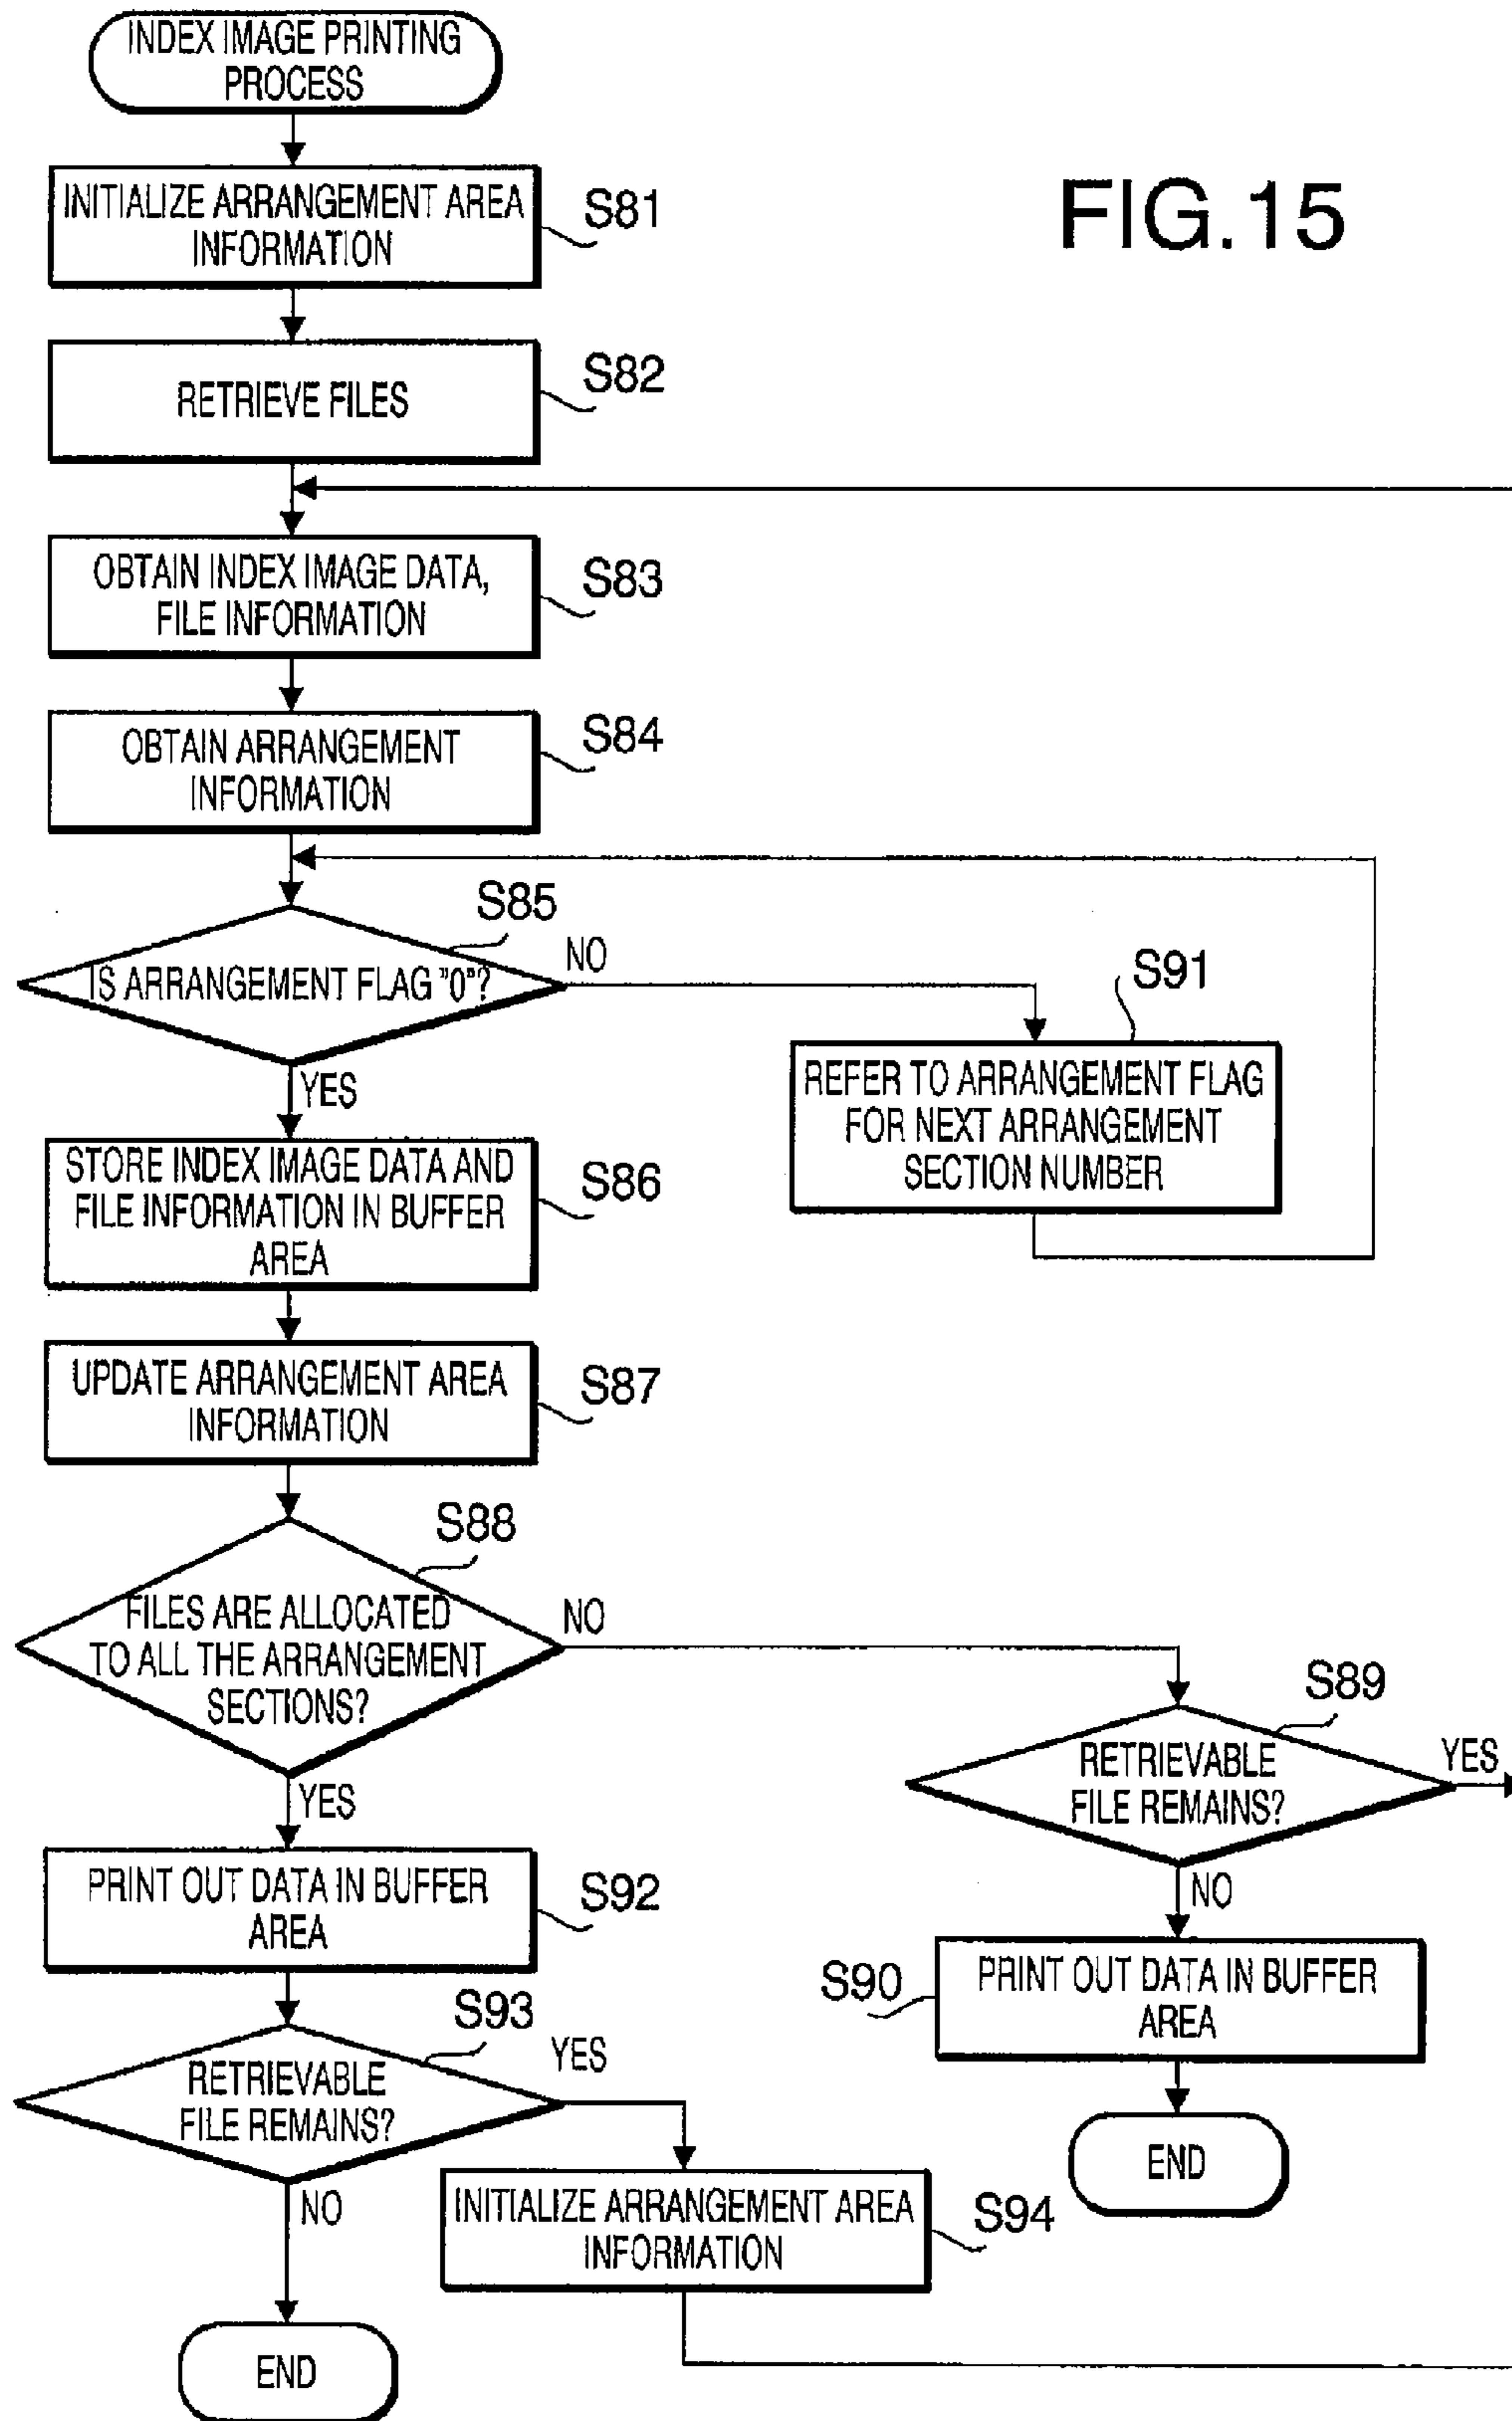 INDEX IMAGE PRINTING
PROCESS
FIG.15
INITIALIZE ARRANGEMENT AREA
INFORMATION
S81
RETRIEVE FILES
S82
OBTAIN INDEX IMAGE DATA,
FILE INFORMATION
S83
OBTAIN ARRANGEMENT
INFORMATION
S84
S85
IS ARRANGEMENT FLAG "0"?
NO
YES
S91
REFER TO ARRANGEMENT FLAG
FOR NEXT ARRANGEMENT
SECTION NUMBER
STORE INDEX IMAGE DATA AND
FILE INFORMATION IN BUFFER
AREA
S86
UPDATE ARRANGEMENT AREA
INFORMATION
S87
S88
FILES ARE ALLOCATED
TO ALL THE ARRANGEMENT
SECTIONS?
NO
YES
S89
RETRIEVABLE
FILE REMAINS?
YES
NO
PRINT OUT DATA IN BUFFER
AREA
S92
S90
PRINT OUT DATA IN BUFFER
AREA
END
S93
RETRIEVABLE
FILE REMAINS?
YES
NO
INITIALIZE ARRANGEMENT AREA
INFORMATION
S94
END